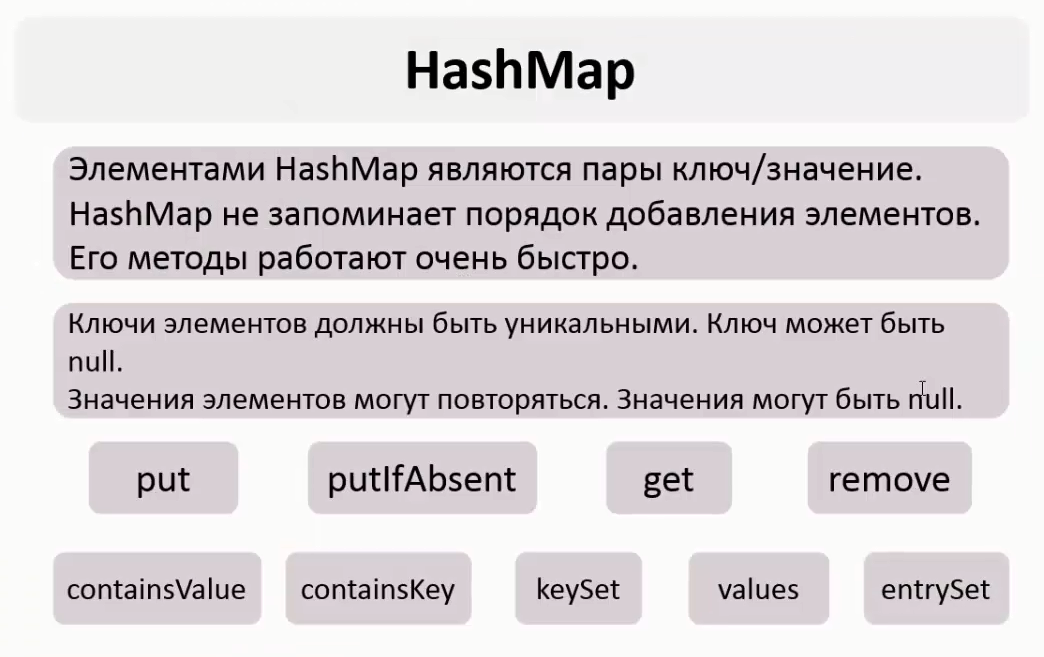 HashMap
Элементами HashMap являются пары ключ/значение.
HashMap не запоминает порядок добавления элементов.
Его методы работают очень быстро.
Ключи элементов должны быть уникальными. Ключ может быть
null.
Значения элементов могут повторяться. Значения могут быть null.
put putIfAbsent get remove
containsValue containsKey keySet values entrySet